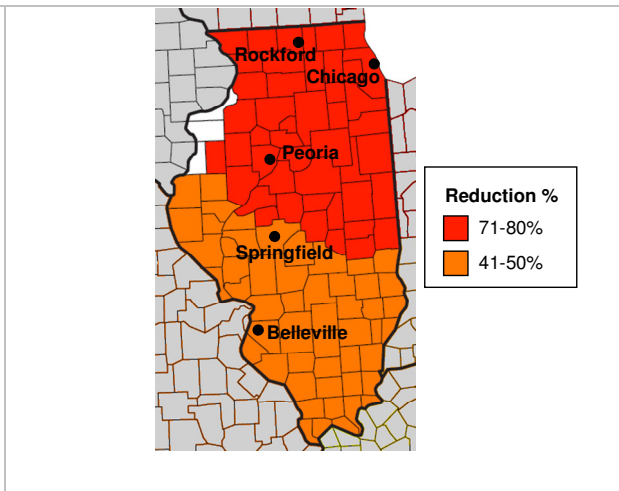 Rockford
Chicago
Peoria
Springfield
Belleville
Reduction %
71-80%
41-50%